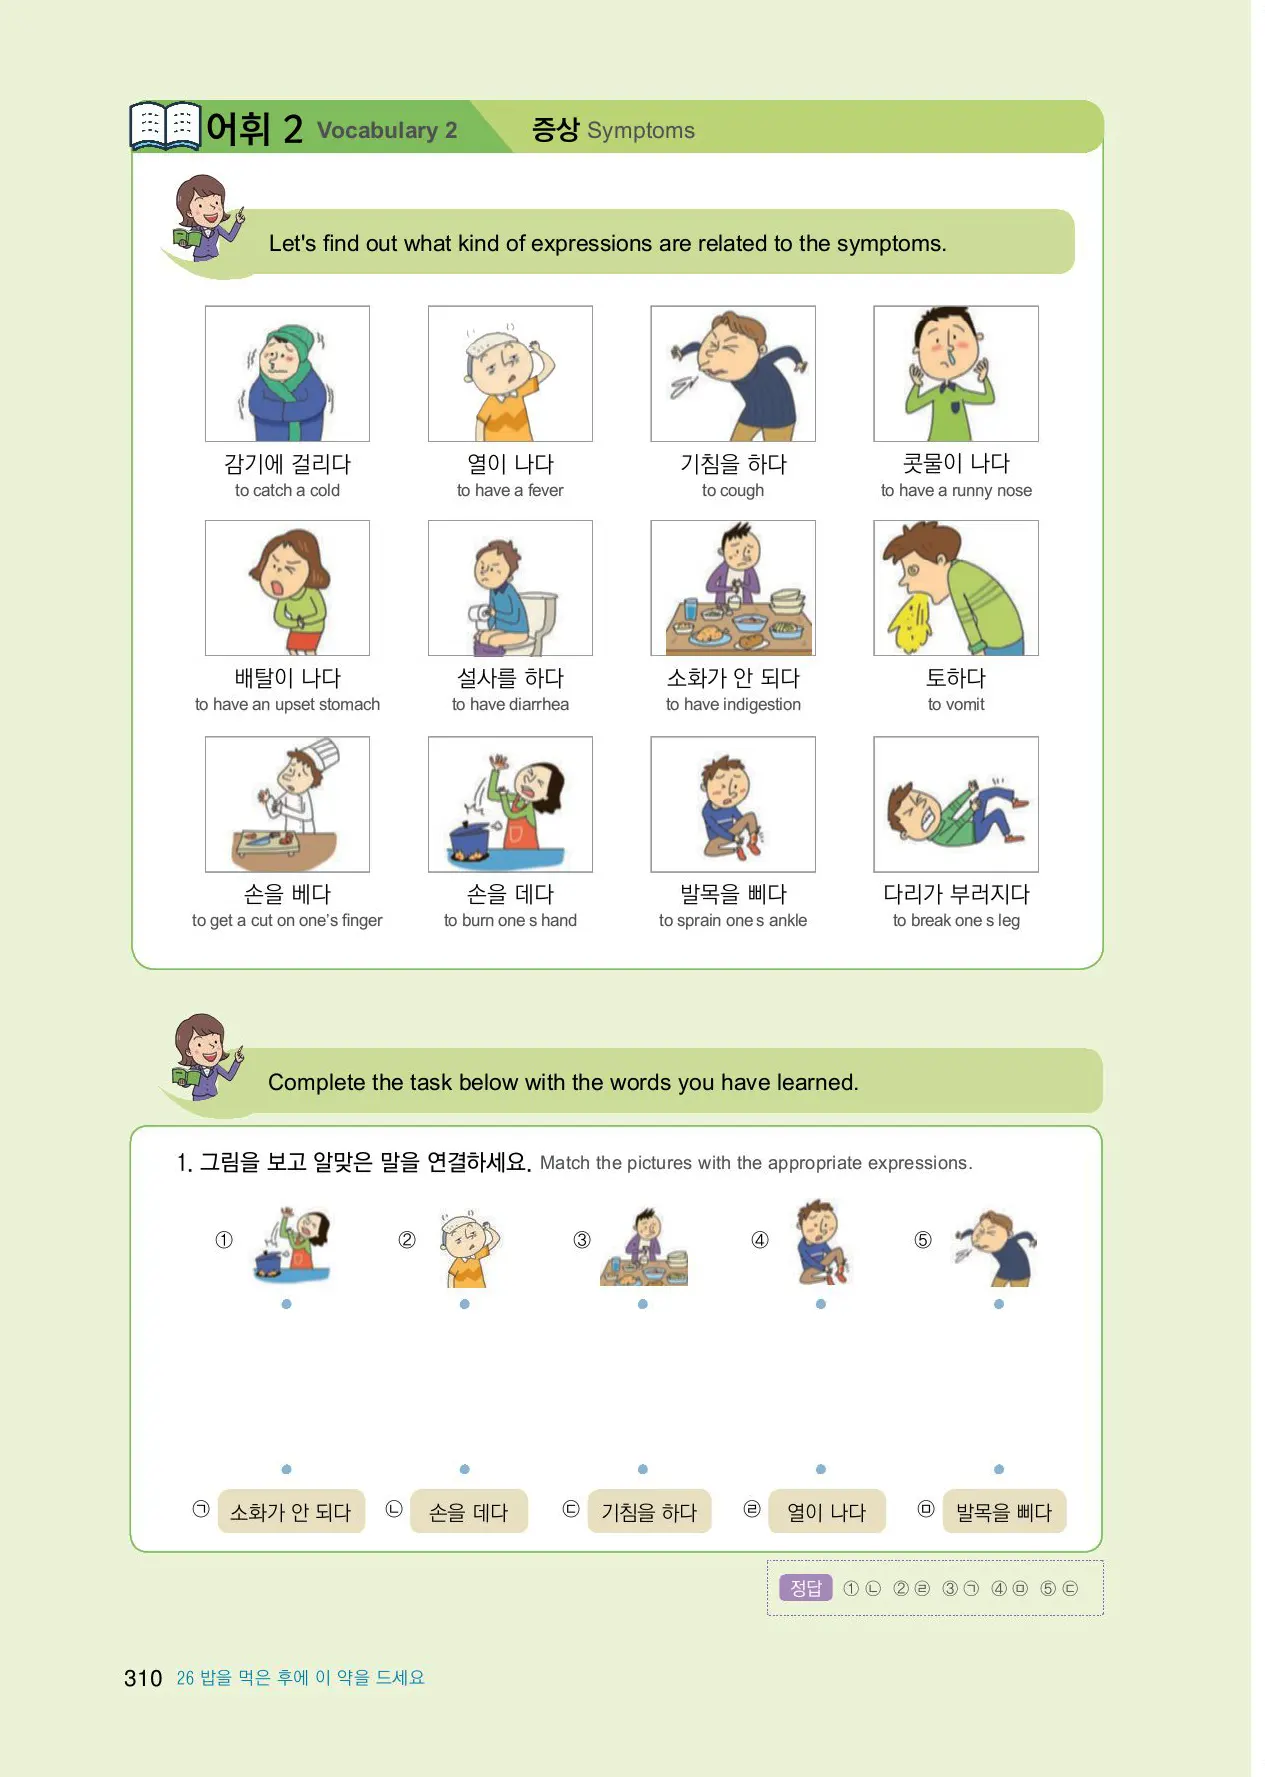 어휘 2 Vocabulary 2 증상 Symptoms
Let's find out what kind of expressions are related to the symptoms.
감기에 걸리다 열이 나다 기침을 하다 콧물이 나다
to catch a cold to have a fever to cough to have a runny nose
배탈이 나다 설사를 하다 소화가 안 되다 토하다
to have an upset stomach to have diarrhea to have indigestion to vomit
손을 베다 손을 데다 발목을 삐다 다리가 부러지다
to get a cut on one’s finger to burn one s hand to sprain one s ankle to break one s leg
Complete the task below with the words you have learned.
1. 그림을 보고 알맞은 말을 연결하세요. Match the pictures with the appropriate expressions.
① ② ③ ④ ⑤
㉠ 소화가 안 되다 ㉡ 손을 데다 ㉢ 기침을 하다 ㉣ 열이 나다 ㉤ 발목을 삐다
정답 ① ㉡ ② ㉣ ③ ㉠ ④ ㉤ ⑤ ㉢
310 26 밥을 먹은 후에 이 약을 드세요